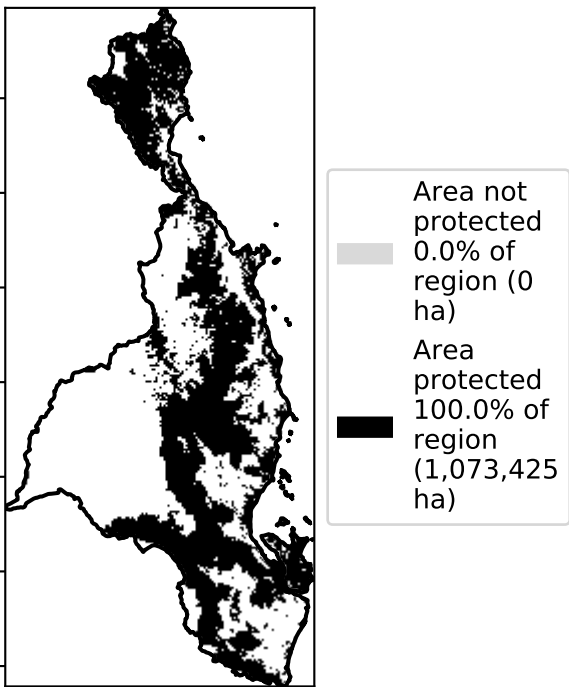 Area not
protected
0.0% of
region (0
ha)
Area
protected
100.0% of
region
(1,073,425
ha)